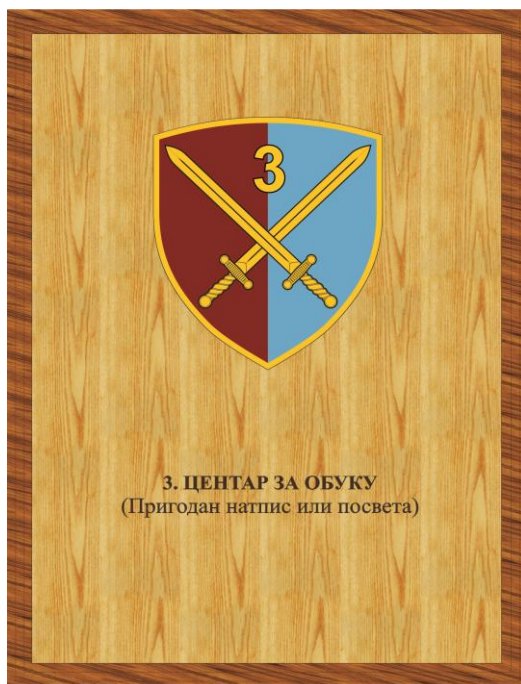 3
3. ЦЕНТАР ЗА ОБУКУ
(Пригодан натпис или посвета)